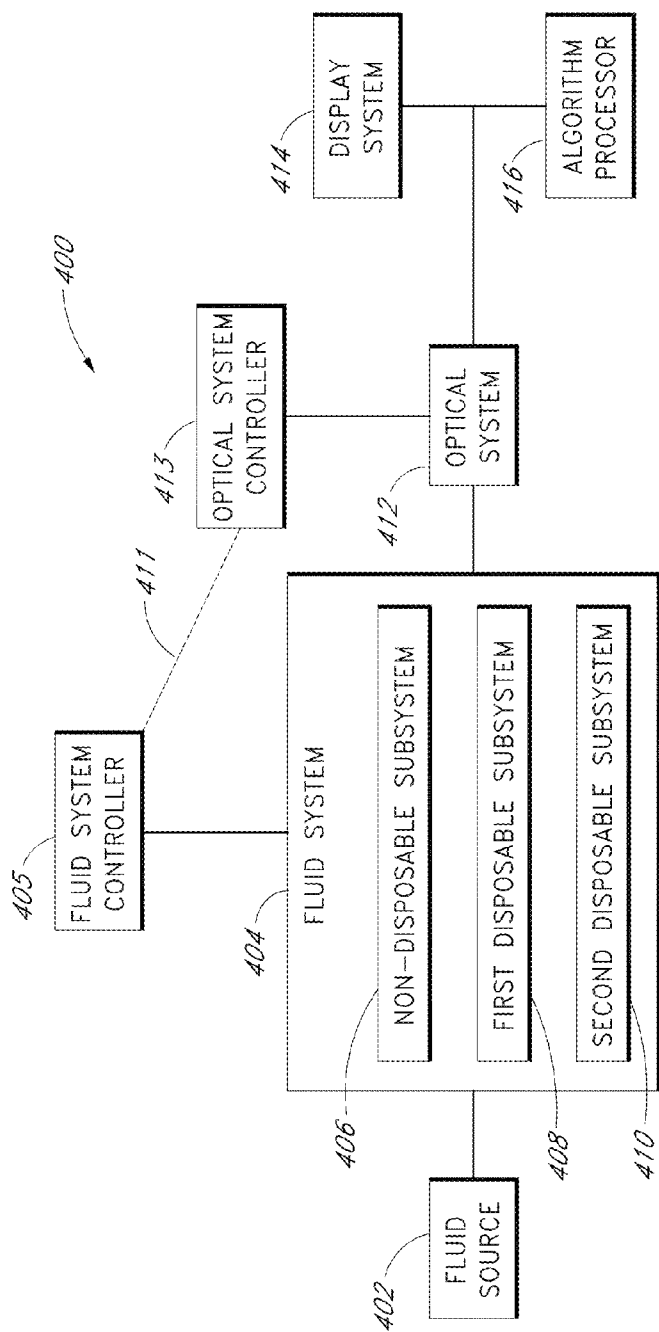 400
405
FLUID SYSTEM
CONTROLLER
411
413
OPTICAL SYSTEM
CONTROLLER
414
DISPLAY
SYSTEM
404
FLUID SYSTEM
406
NON-DISPOSABLE SUBSYSTEM
408
FIRST DISPOSABLE SUBSYSTEM
410
SECOND DISPOSABLE SUBSYSTEM
402
FLUID
SOURCE
412
OPTICAL
SYSTEM
416
ALGORITHM
PROCESSOR